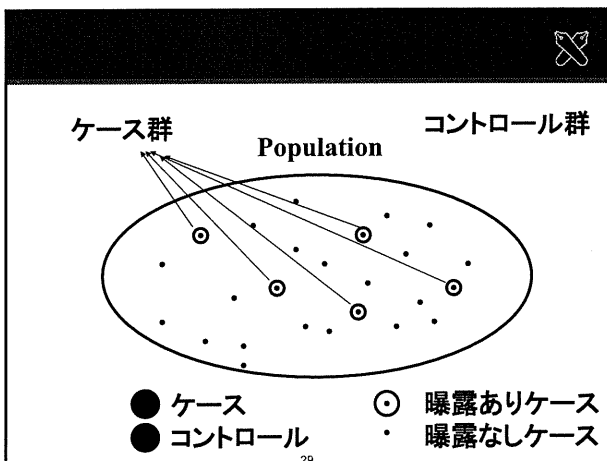 ケース群
コントロール群
Population
ケース
曝露ありケース
コントロール
曝露なしケース
29